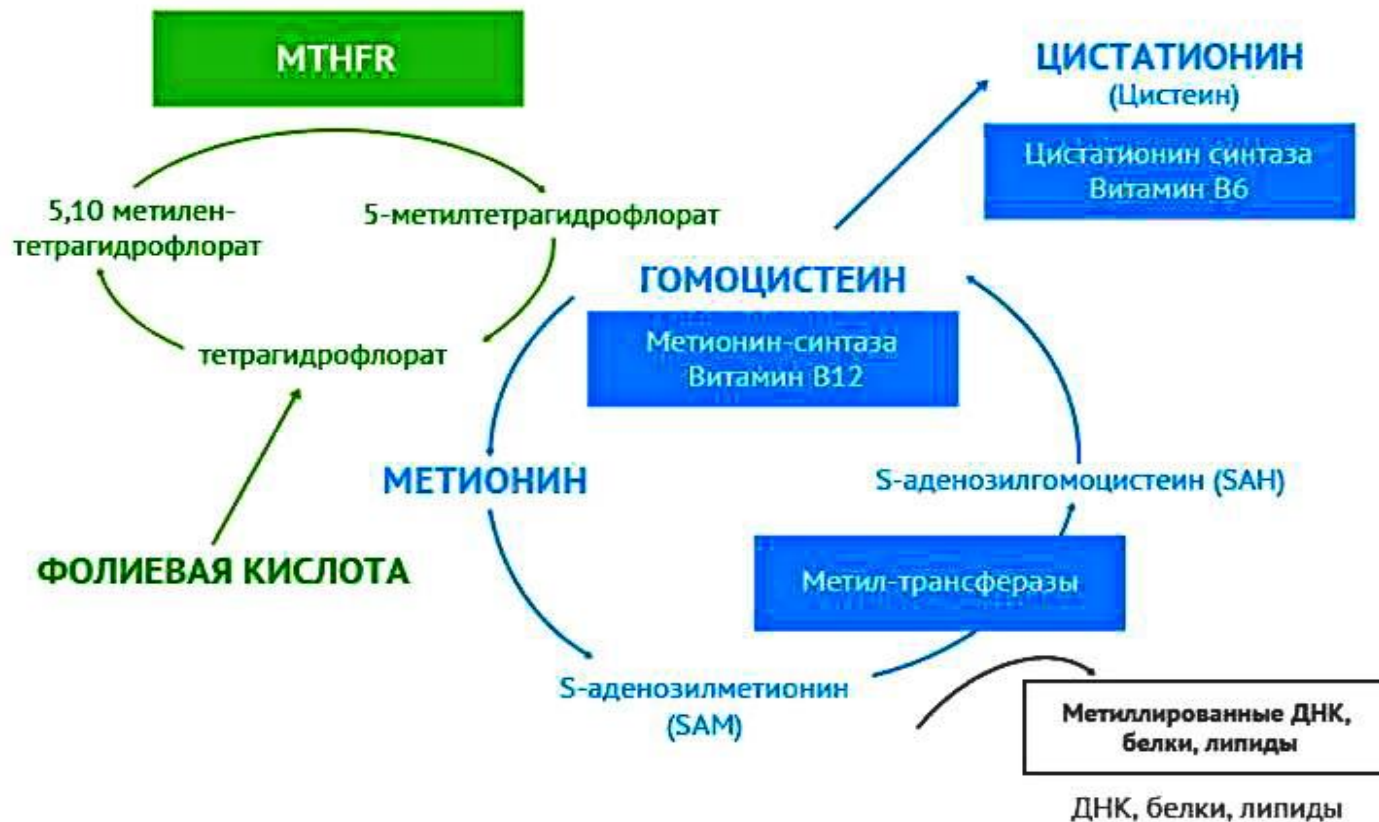 MTHFR
ЦИСТАТИОНИН
(Цистеин)
Цистатионин синтаза
Витамин B6
5,10 метилен-
тетрагидрофлорат
5-метилтетрагидрофлорат
ГОМОЦИСТЕИН
Метионин-синтаза
Витамин B12
тетрагидрофлорат
МЕТИОНИН
S-аденозилгомоцистеин (SAH)
ФОЛИЕВАЯ КИСЛОТА
Метил-трансферазы
S-аденозилметионин
(SAM)
Метиллированные ДНК,
белки, липиды
ДНК, белки, липиды